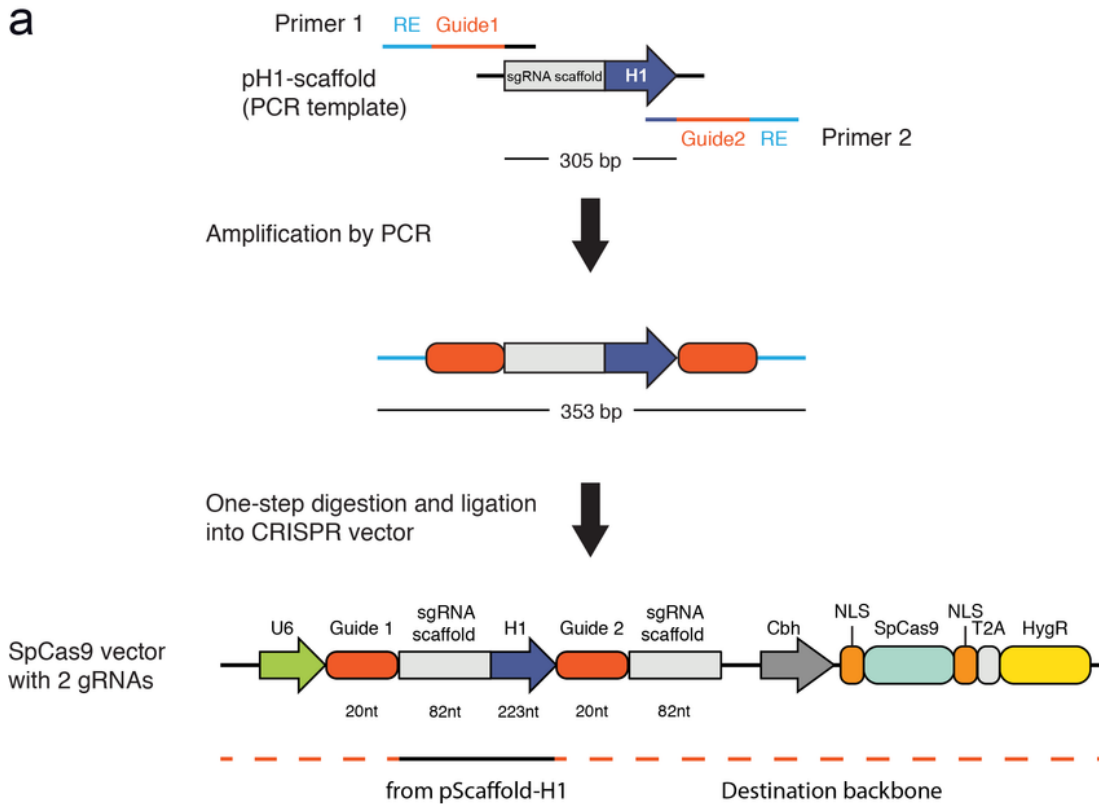 a
Primer 1
RE Guide1
pH1-scaffold
(PCR template)
sgRNA scaffold H1
Guide2 RE
Primer 2
305 bp
Amplification by PCR
353 bp
One-step digestion and ligation
into CRISPR vector
SpCas9 vector
with 2 gRNAs
U6 Guide 1 sgRNA scaffold H1 Guide 2 sgRNA scaffold Cbh NLS SpCas9 NLS T2A HygR
20nt 82nt 223nt 20nt 82nt
from pScaffold-H1 Destination backbone